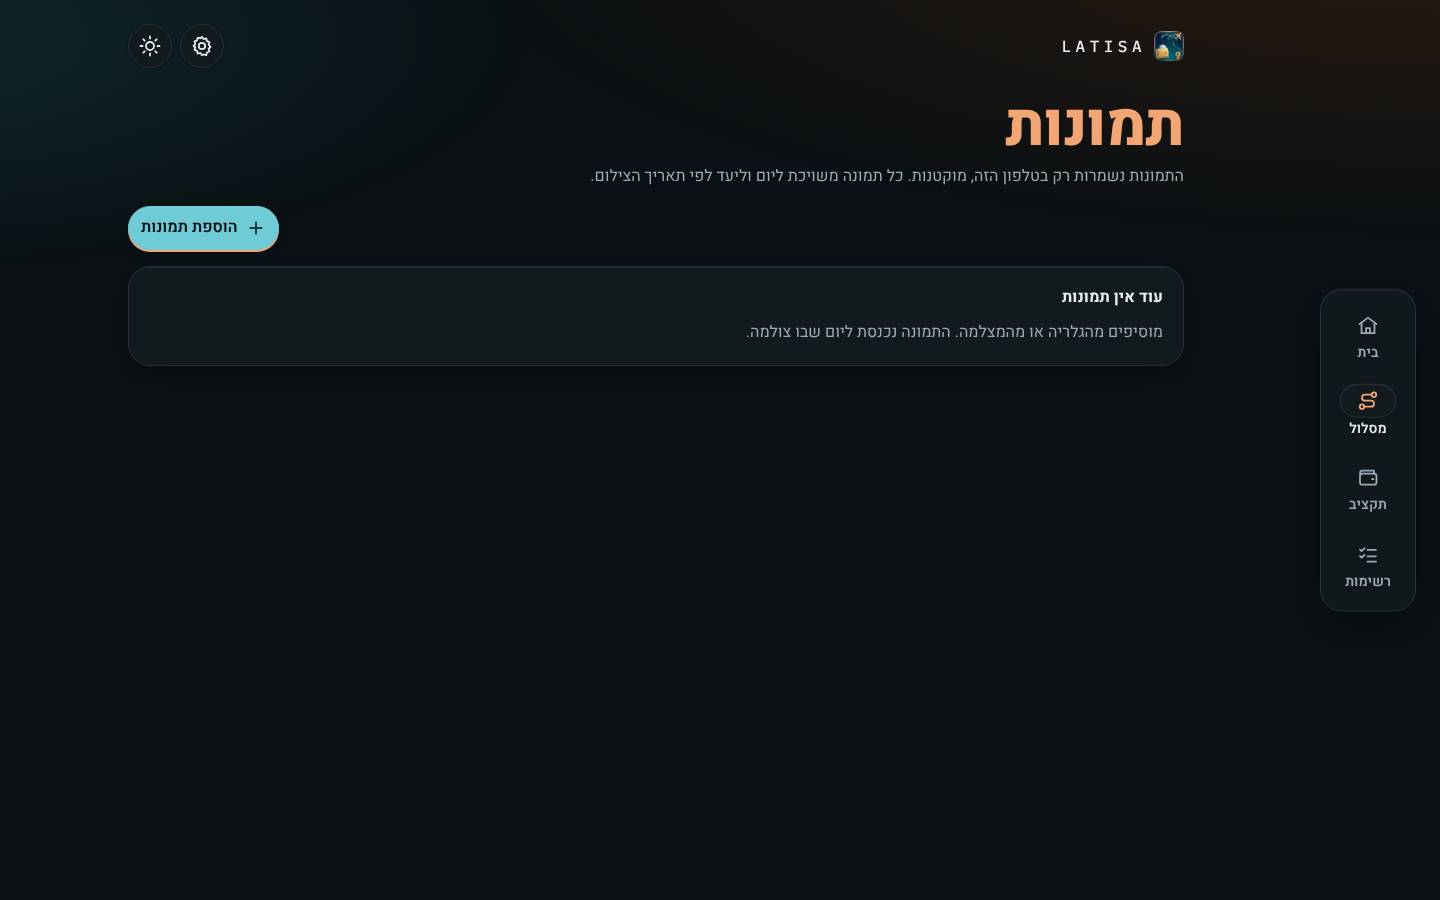 LATISA
תמונות
התמונות נשמרות רק בטלפון הזה, מוקטנות. כל תמונה משויכת ליום וליעד לפי תאריך הצילום.
הוספת תמונות
עוד אין תמונות
מוסיפים מהגלריה או מהמצלמה. התמונה נכנסת ליום שבו צולמה.
בית
מסלול
תקציב
רשימות